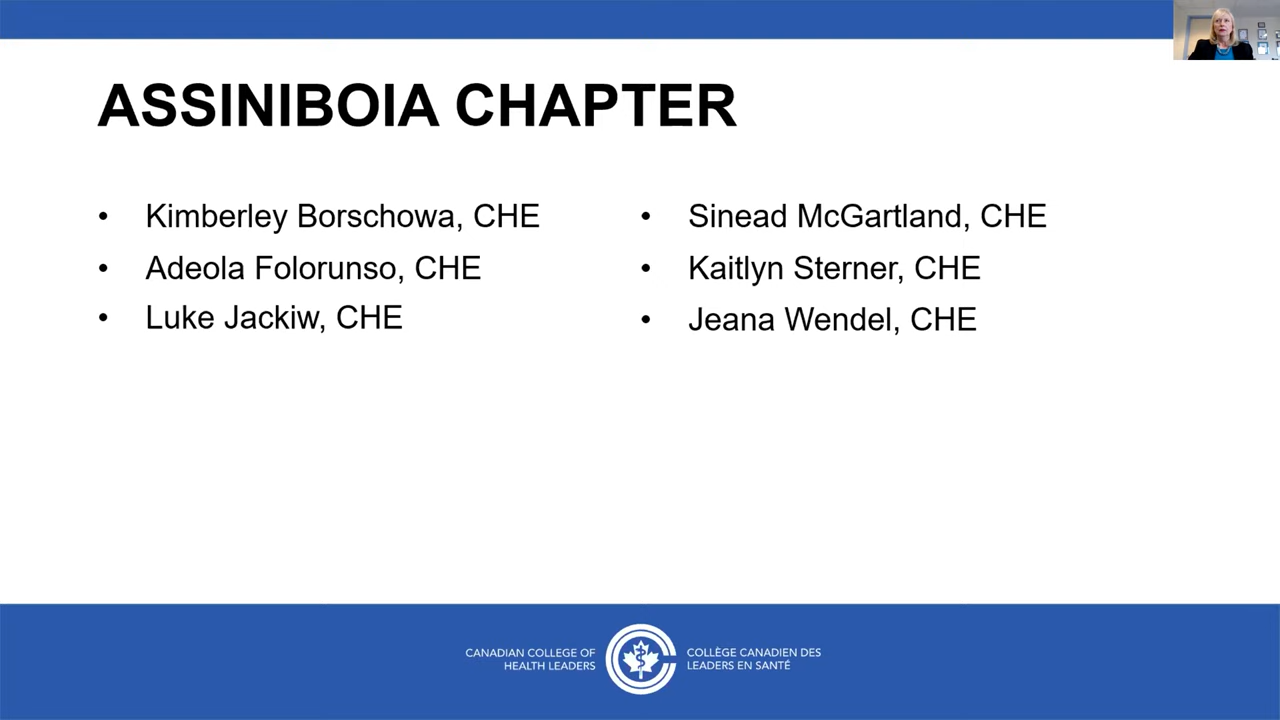 ASSINIBOIA CHAPTER
• Kimberley Borschowa, CHE
• Adeola Folorunso, CHE
• Luke Jackiw, CHE
• Sinead McGartland, CHE
• Kaitlyn Sterner, CHE
• Jeana Wendel, CHE
CANADIAN COLLEGE OF
HEALTH LEADERS
COLLÈGE CANADIEN DES
LEADERS EN SANTÉ